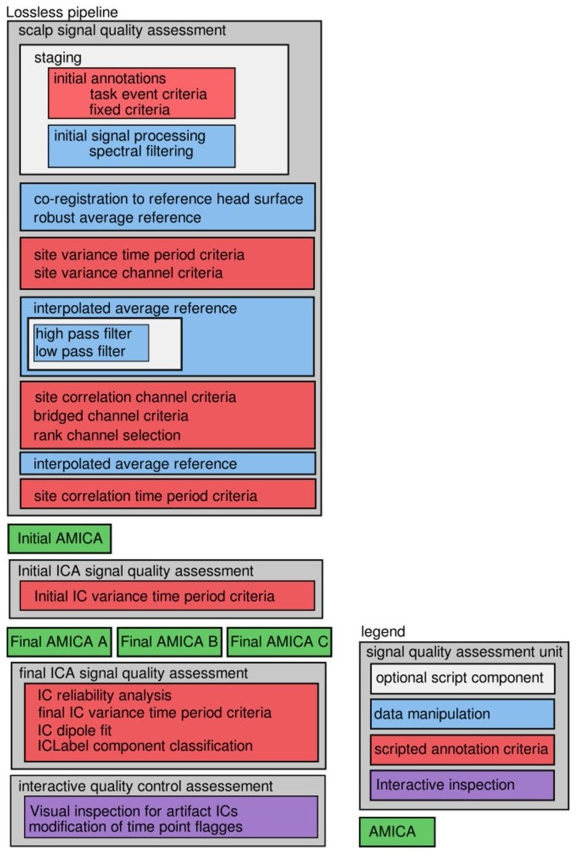 Lossless pipeline
scalp signal quality assessment
staging
initial annotations
task event criteria
fixed criteria
initial signal processing
spectral filtering
co-registration to reference head surface
robust average reference
site variance time period criteria
site variance channel criteria
interpolated average reference
high pass filter
low pass filter
site correlation channel criteria
bridged channel criteria
rank channel selection
interpolated average reference
site correlation time period criteria
Initial AMICA
Initial ICA signal quality assessment
Initial IC variance time period criteria
Final AMICA A
Final AMICA B
Final AMICA C
final ICA signal quality assessment
IC reliability analysis
final IC variance time period criteria
IC dipole fit
ICLabel component classification
interactive quality control assessement
Visual inspection for artifact ICs
modification of time point flagges
legend
signal quality assessment unit
optional script component
data manipulation
scripted annotation criteria
Interactive inspection
AMICA